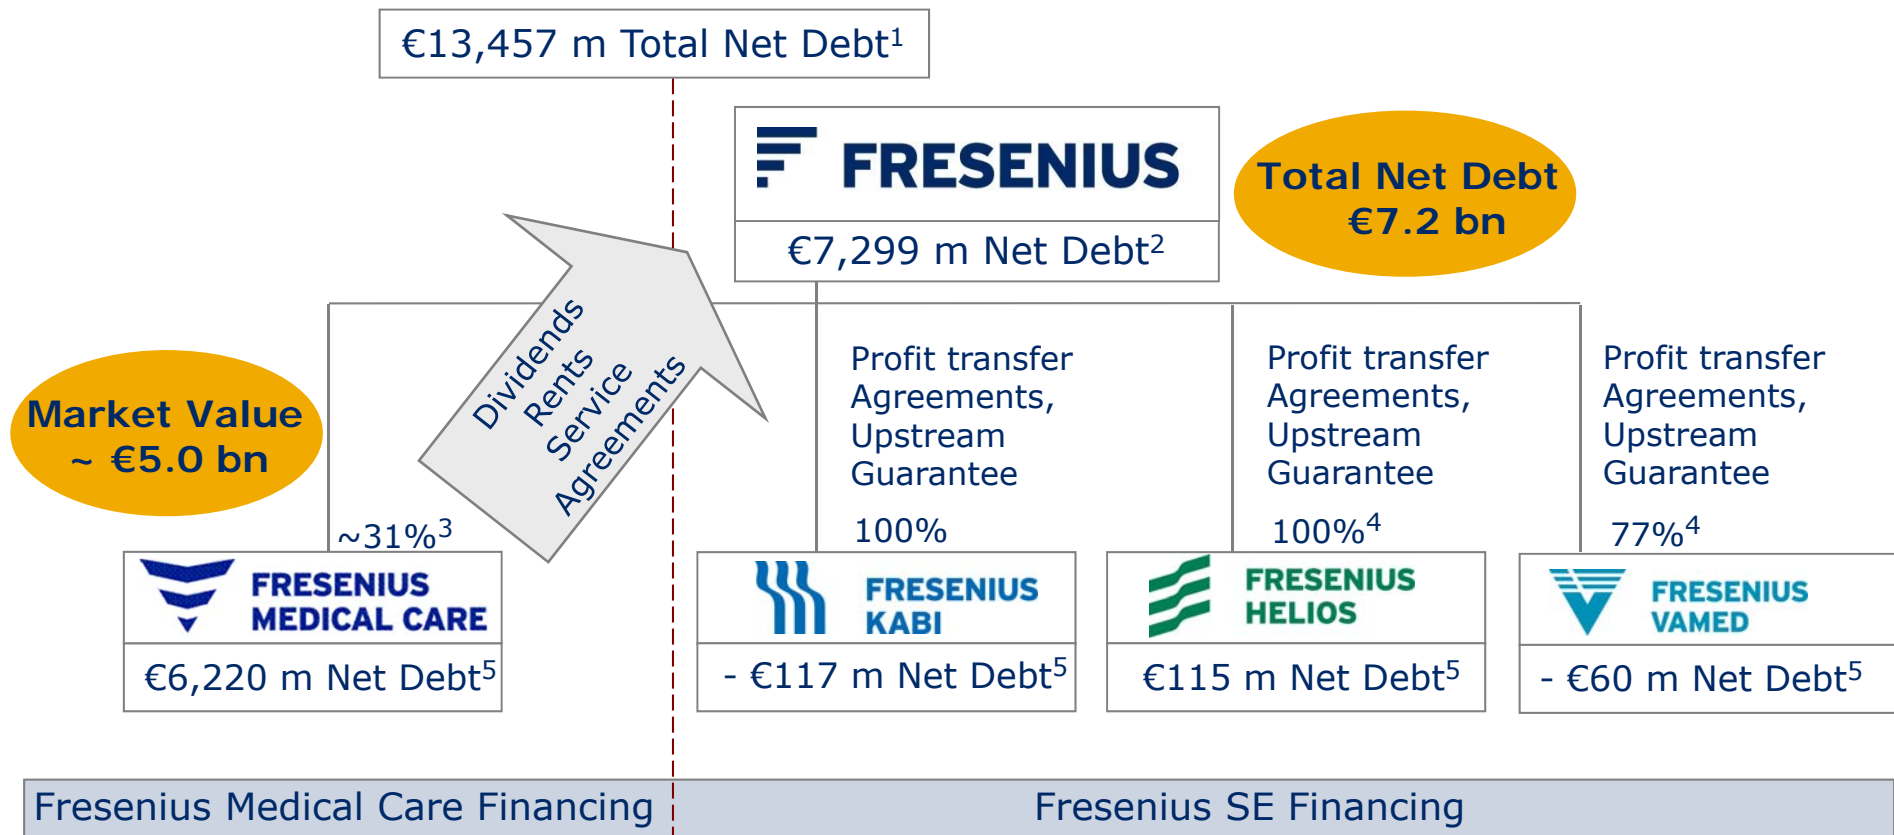 €13,457 m Total Net Debt¹
FRESENIUS
€7,299 m Net Debt²
Total Net Debt
€7.2 bn
Market Value
~ €5.0 bn
Dividends
Rents
Service
Agreements
Profit transfer
Agreements,
Upstream
Guarantee
Profit transfer
Agreements,
Upstream
Guarantee
Profit transfer
Agreements,
Upstream
Guarantee
~31%³
100%
100%⁴
77%⁴
FRESENIUS
MEDICAL CARE
€6,220 m Net Debt⁵
FRESENIUS
KABI
- €117 m Net Debt⁵
FRESENIUS
HELIOS
€115 m Net Debt⁵
FRESENIUS
VAMED
- €60 m Net Debt⁵
Fresenius Medical Care Financing
Fresenius SE Financing